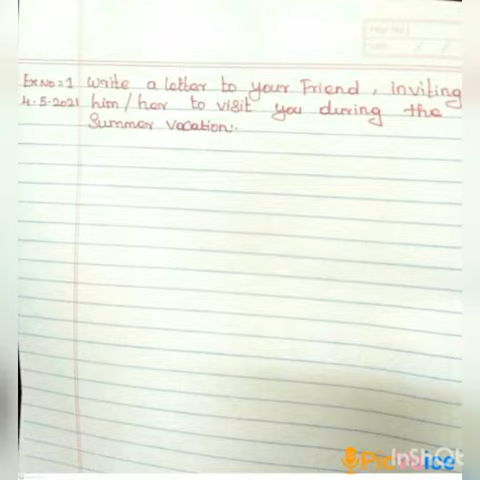 Ex.No:1 Write a letter to your Friend, inviting
4.5.2021 him/her to visit you during the
Summer vacation:.
InShOt